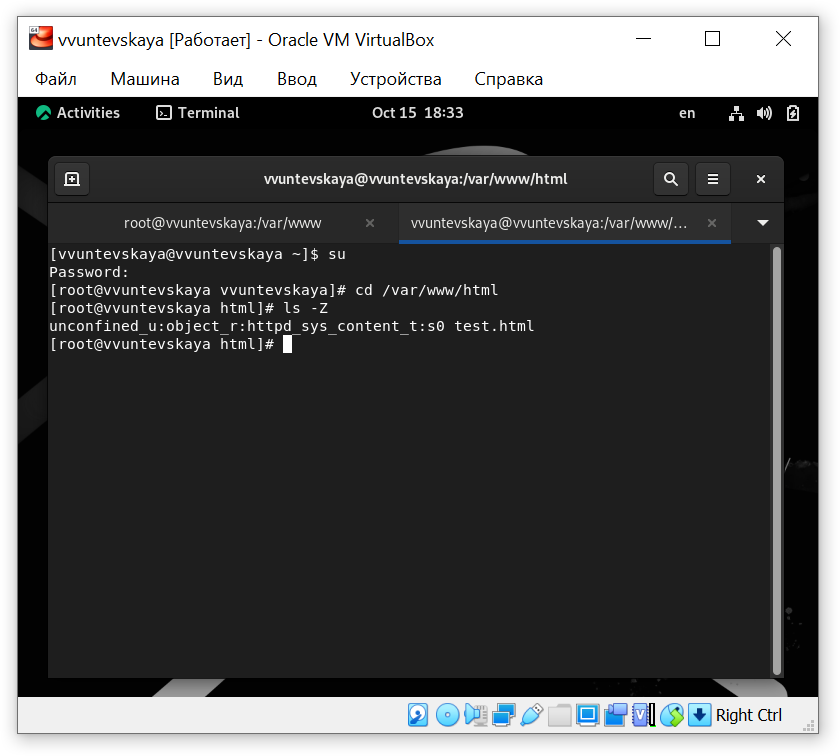 vvuntevskaya [Работает] - Oracle VM VirtualBox
Файл Машина Вид Ввод Устройства Справка
Activities Terminal Oct 15 18:33 en
vvuntevskaya@vvuntevskaya:/var/www/html
root@vvuntevskaya:/var/www vvuntevskaya@vvuntevskaya:/var/www/...
[vvuntevskaya@vvuntevskaya ~]$ su
Password:
[root@vvuntevskaya vvuntevskaya]# cd /var/www/html
[root@vvuntevskaya html]# ls -Z
unconfined_u:object_r:httpd_sys_content_t:s0 test.html
[root@vvuntevskaya html]#
Right Ctrl